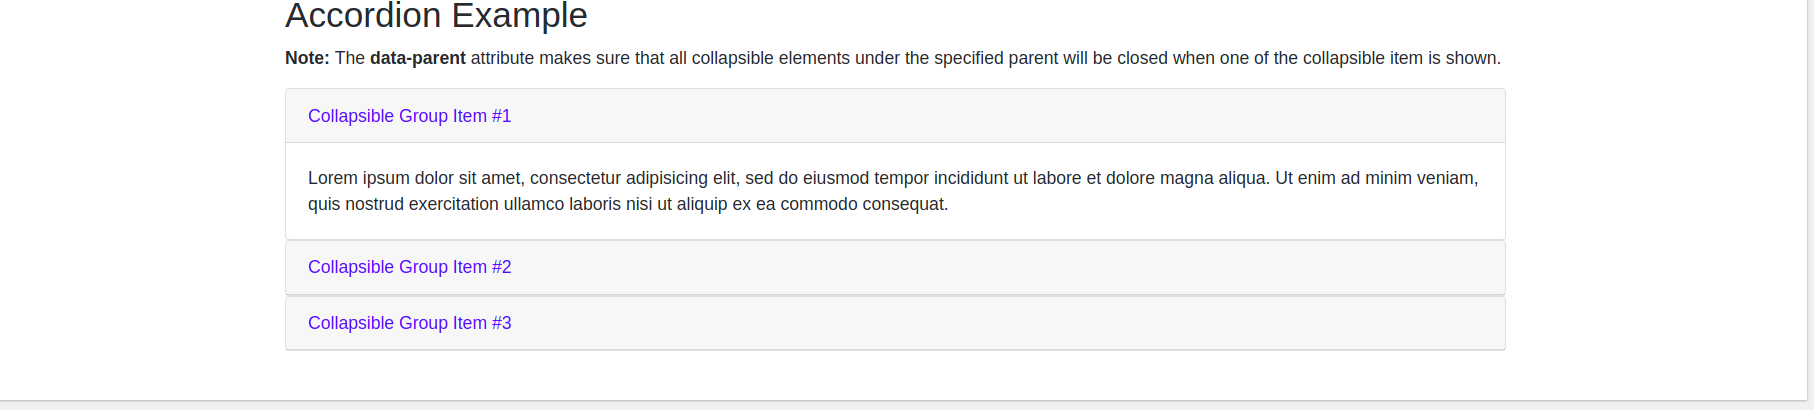 Accordion Example
Note: The data-parent attribute makes sure that all collapsible elements under the specified parent will be closed when one of the collapsible item is shown.
Collapsible Group Item #1
Lorem ipsum dolor sit amet, consectetur adipisicing elit, sed do eiusmod tempor incididunt ut labore et dolore magna aliqua. Ut enim ad minim veniam,
quis nostrud exercitation ullamco laboris nisi ut aliquip ex ea commodo consequat.
Collapsible Group Item #2
Collapsible Group Item #3